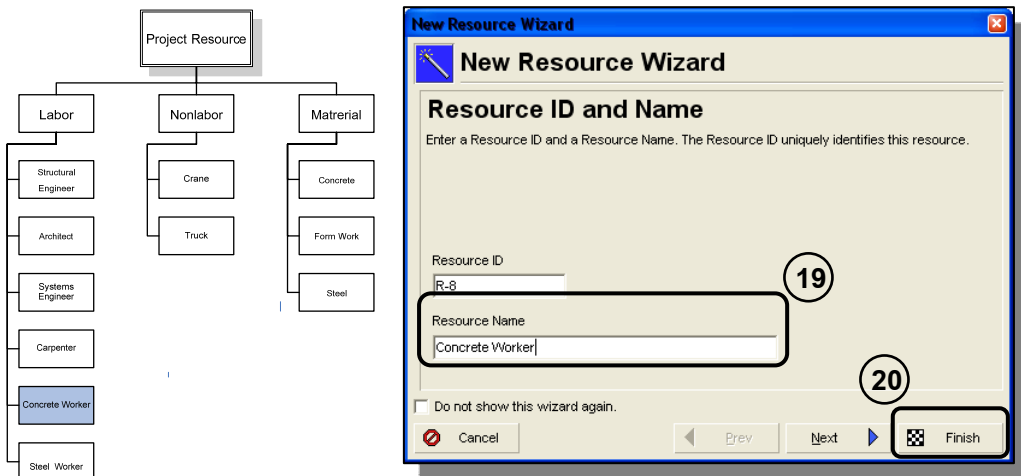 Project Resource
Labor
Nonlabor
Matrerial
Structural
Engineer
Crane
Concrete
Architect
Truck
Form Work
Systems
Engineer
Steel
Carpenter
Concrete Worker
Steel Worker
New Resource Wizard
New Resource Wizard
Resource ID and Name
Enter a Resource ID and a Resource Name. The Resource ID uniquely identifies this resource.
Resource ID
R-8
19
Resource Name
Concrete Worker
20
Do not show this wizard again.
Cancel
Prev
Next
Finish